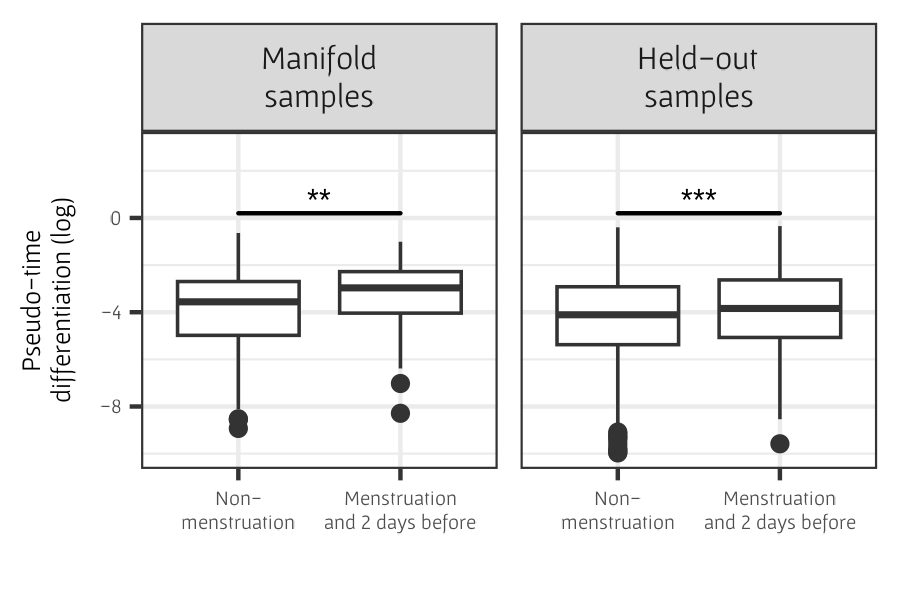 Manifold
samples
Held-out
samples
Pseudo-time
differentiation (log)
**
***
0
-4
-8
Non-
menstruation
Menstruation
and 2 days before
Non-
menstruation
Menstruation
and 2 days before